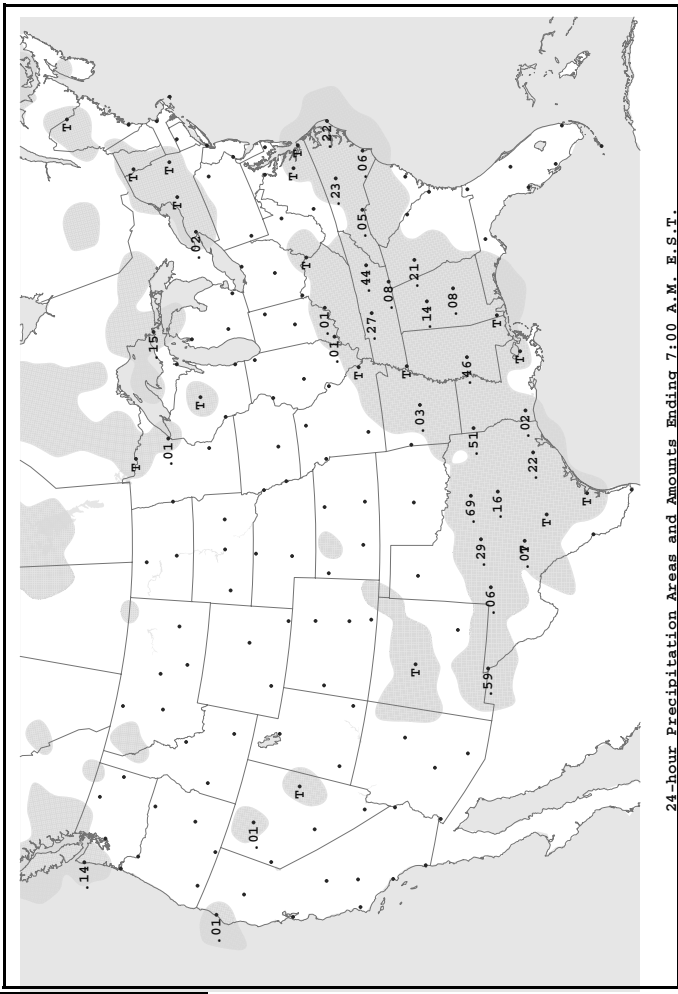 T
.14
T
T
.15
.01
T
T
.02
T
.01
.01
T
T
T
T
.01
.22
.01
.23
T
.05
.06
.44
.27
.08
T
.21
T
.03
.14
.08
.46
.69
.51
.29
.59
.06
T
.16
T
.02
.22
T
T
24-hour Precipitation Areas and Amounts Ending 7:00 A.M. E.S.T.